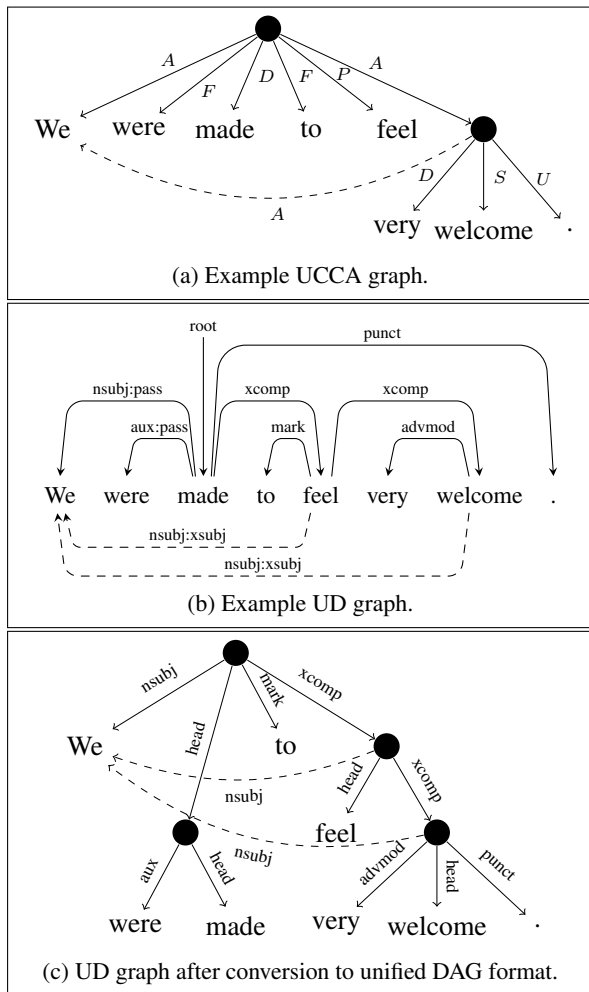 A F D F P A
We were made to feel
A
D S U
very welcome .
(a) Example UCCA graph.
root
punct
nsubj:pass xcomp xcomp
aux:pass mark advmod
We were made to feel very welcome .
nsubj:xsubj
nsubj:xsubj
(b) Example UD graph.
nsubj head mark xcomp
We to
nsubj head xcomp
feel
nsubj
aux head advmod head punct
were made very welcome .
(c) UD graph after conversion to unified DAG format.